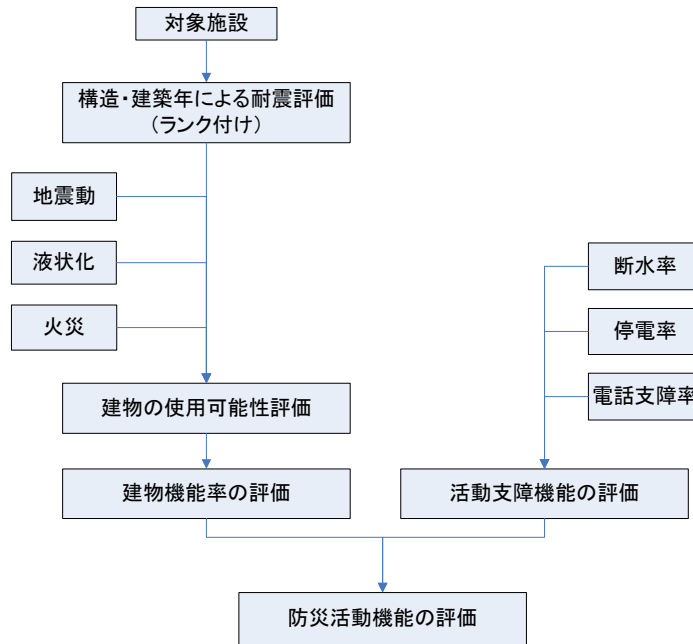 対象施設
構造・建築年による耐震評価
（ランク付け）
地震動
液状化
火災
断水率
停電率
電話支障率
建物の使用可能性評価
建物機能率の評価
活動支障機能の評価
防災活動機能の評価